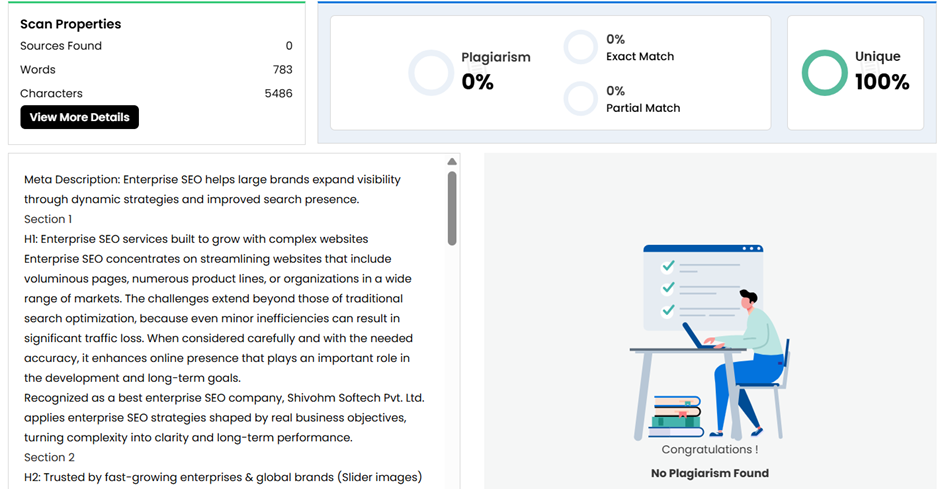 Scan Properties
Sources Found 0
Words 783
Characters 5486
View More Details
Plagiarism
0%
0%
Exact Match
0%
Partial Match
Unique
100%
Meta Description: Enterprise SEO helps large brands expand visibility
through dynamic strategies and improved search presence.
Section 1
H1: Enterprise SEO services built to grow with complex websites
Enterprise SEO concentrates on streamlining websites that include
voluminous pages, numerous product lines, or organizations in a wide
range of markets. The challenges extend beyond those of traditional
search optimization, because even minor inefficiencies can result in
significant traffic loss. When considered carefully and with the needed
accuracy, it enhances online presence that plays an important role in
the development and long-term goals.
Recognized as a best enterprise SEO company, Shivohm Softech Pvt. Ltd.
applies enterprise SEO strategies shaped by real business objectives,
turning complexity into clarity and long-term performance.
Section 2
H2: Trusted by fast-growing enterprises & global brands (Slider images)
Congratulations !
No Plagiarism Found